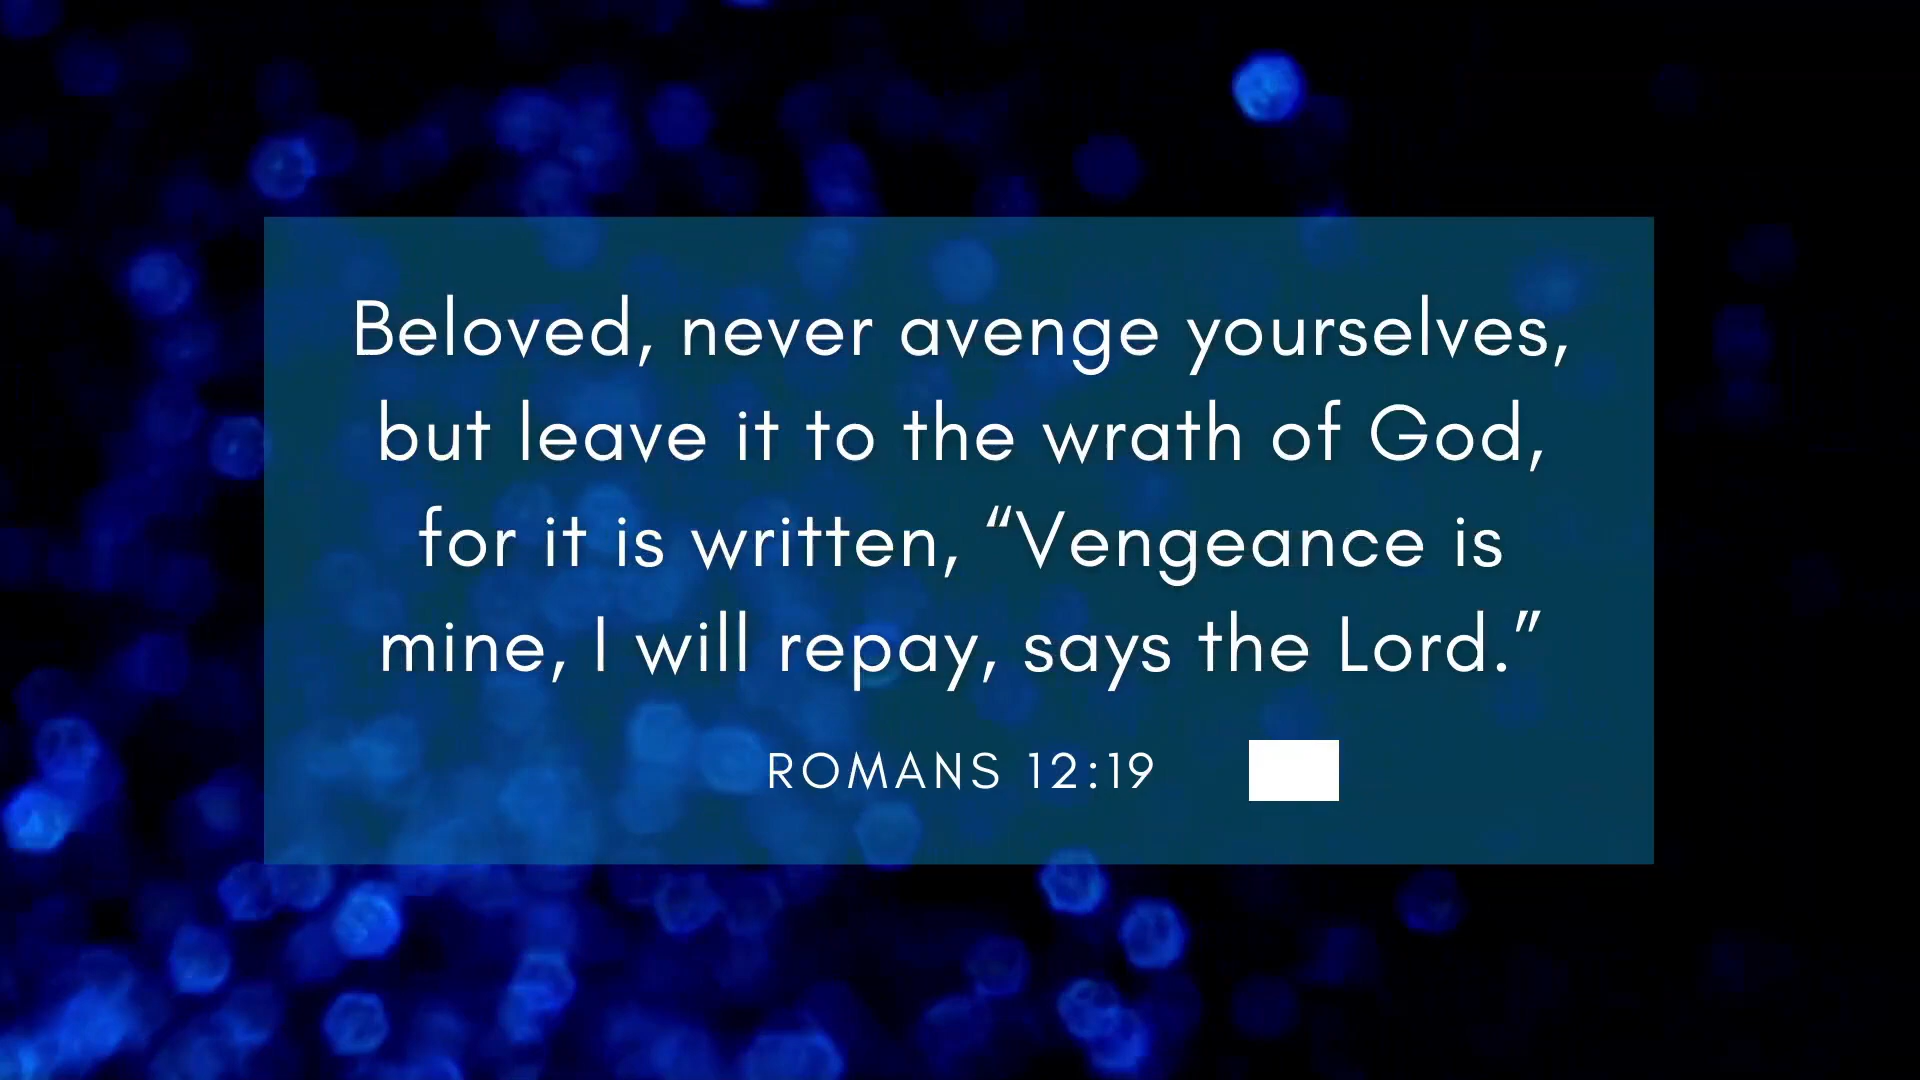 Beloved, never avenge yourselves,
but leave it to the wrath of God,
for it is written, “Vengeance is
mine, I will repay, says the Lord.”
ROMANS 12:19